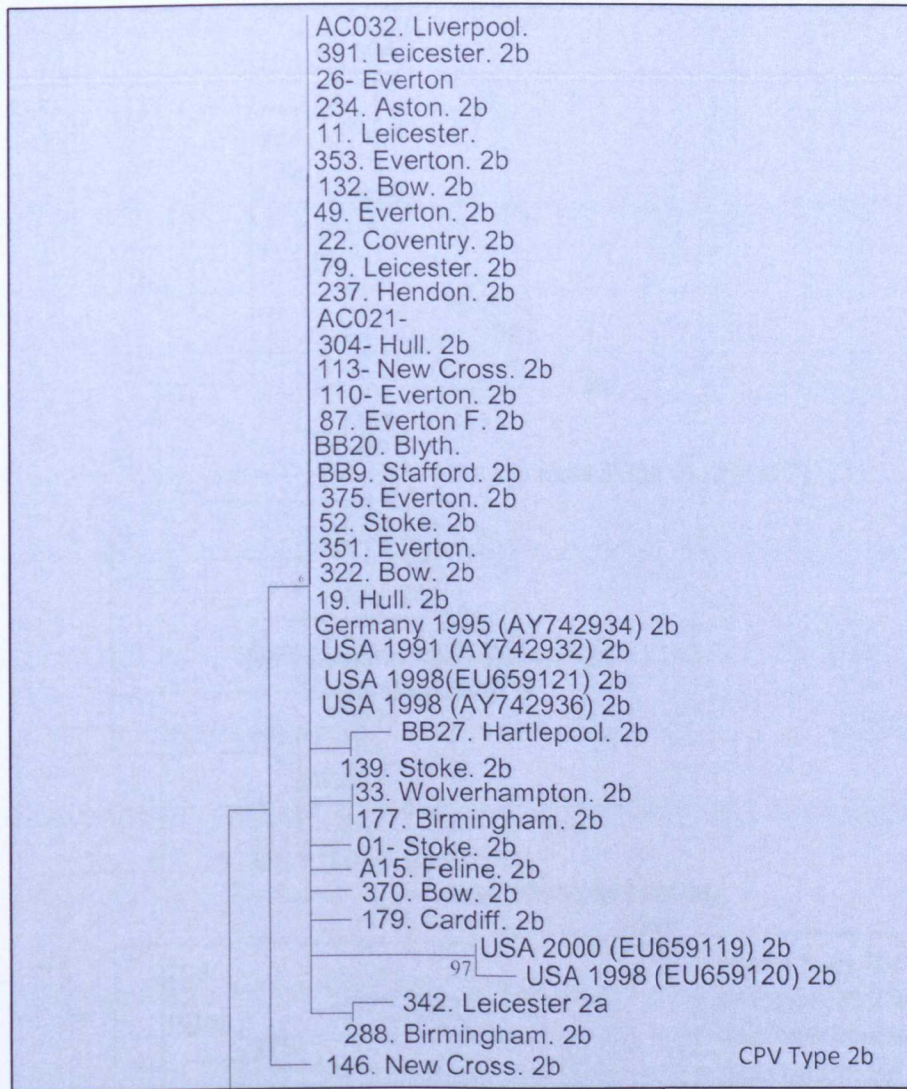 AC032. Liverpool.
391. Leicester. 2b
26- Everton
234. Aston. 2b
11. Leicester.
353. Everton. 2b
132. Bow. 2b
49. Everton. 2b
22. Coventry. 2b
79. Leicester. 2b
237. Hendon. 2b
AC021-
304- Hull. 2b
113- New Cross. 2b
110- Everton. 2b
87. Everton F. 2b
BB20. Blyth.
BB9. Stafford. 2b
375. Everton. 2b
52. Stoke. 2b
351. Everton.
322. Bow. 2b
6
19. Hull. 2b
Germany 1995 (AY742934) 2b
USA 1991 (AY742932) 2b
USA 1998(EU659121) 2b
USA 1998 (AY742936) 2b
BB27. Hartlepool. 2b
139. Stoke. 2b
33. Wolverhampton. 2b
177. Birmingham. 2b
01- Stoke. 2b
A15. Feline. 2b
370. Bow. 2b
179. Cardiff. 2b
USA 2000 (EU659119) 2b
97
USA 1998 (EU659120) 2b
342. Leicester 2a
288. Birmingham. 2b
146. New Cross. 2b
CPV Type 2b